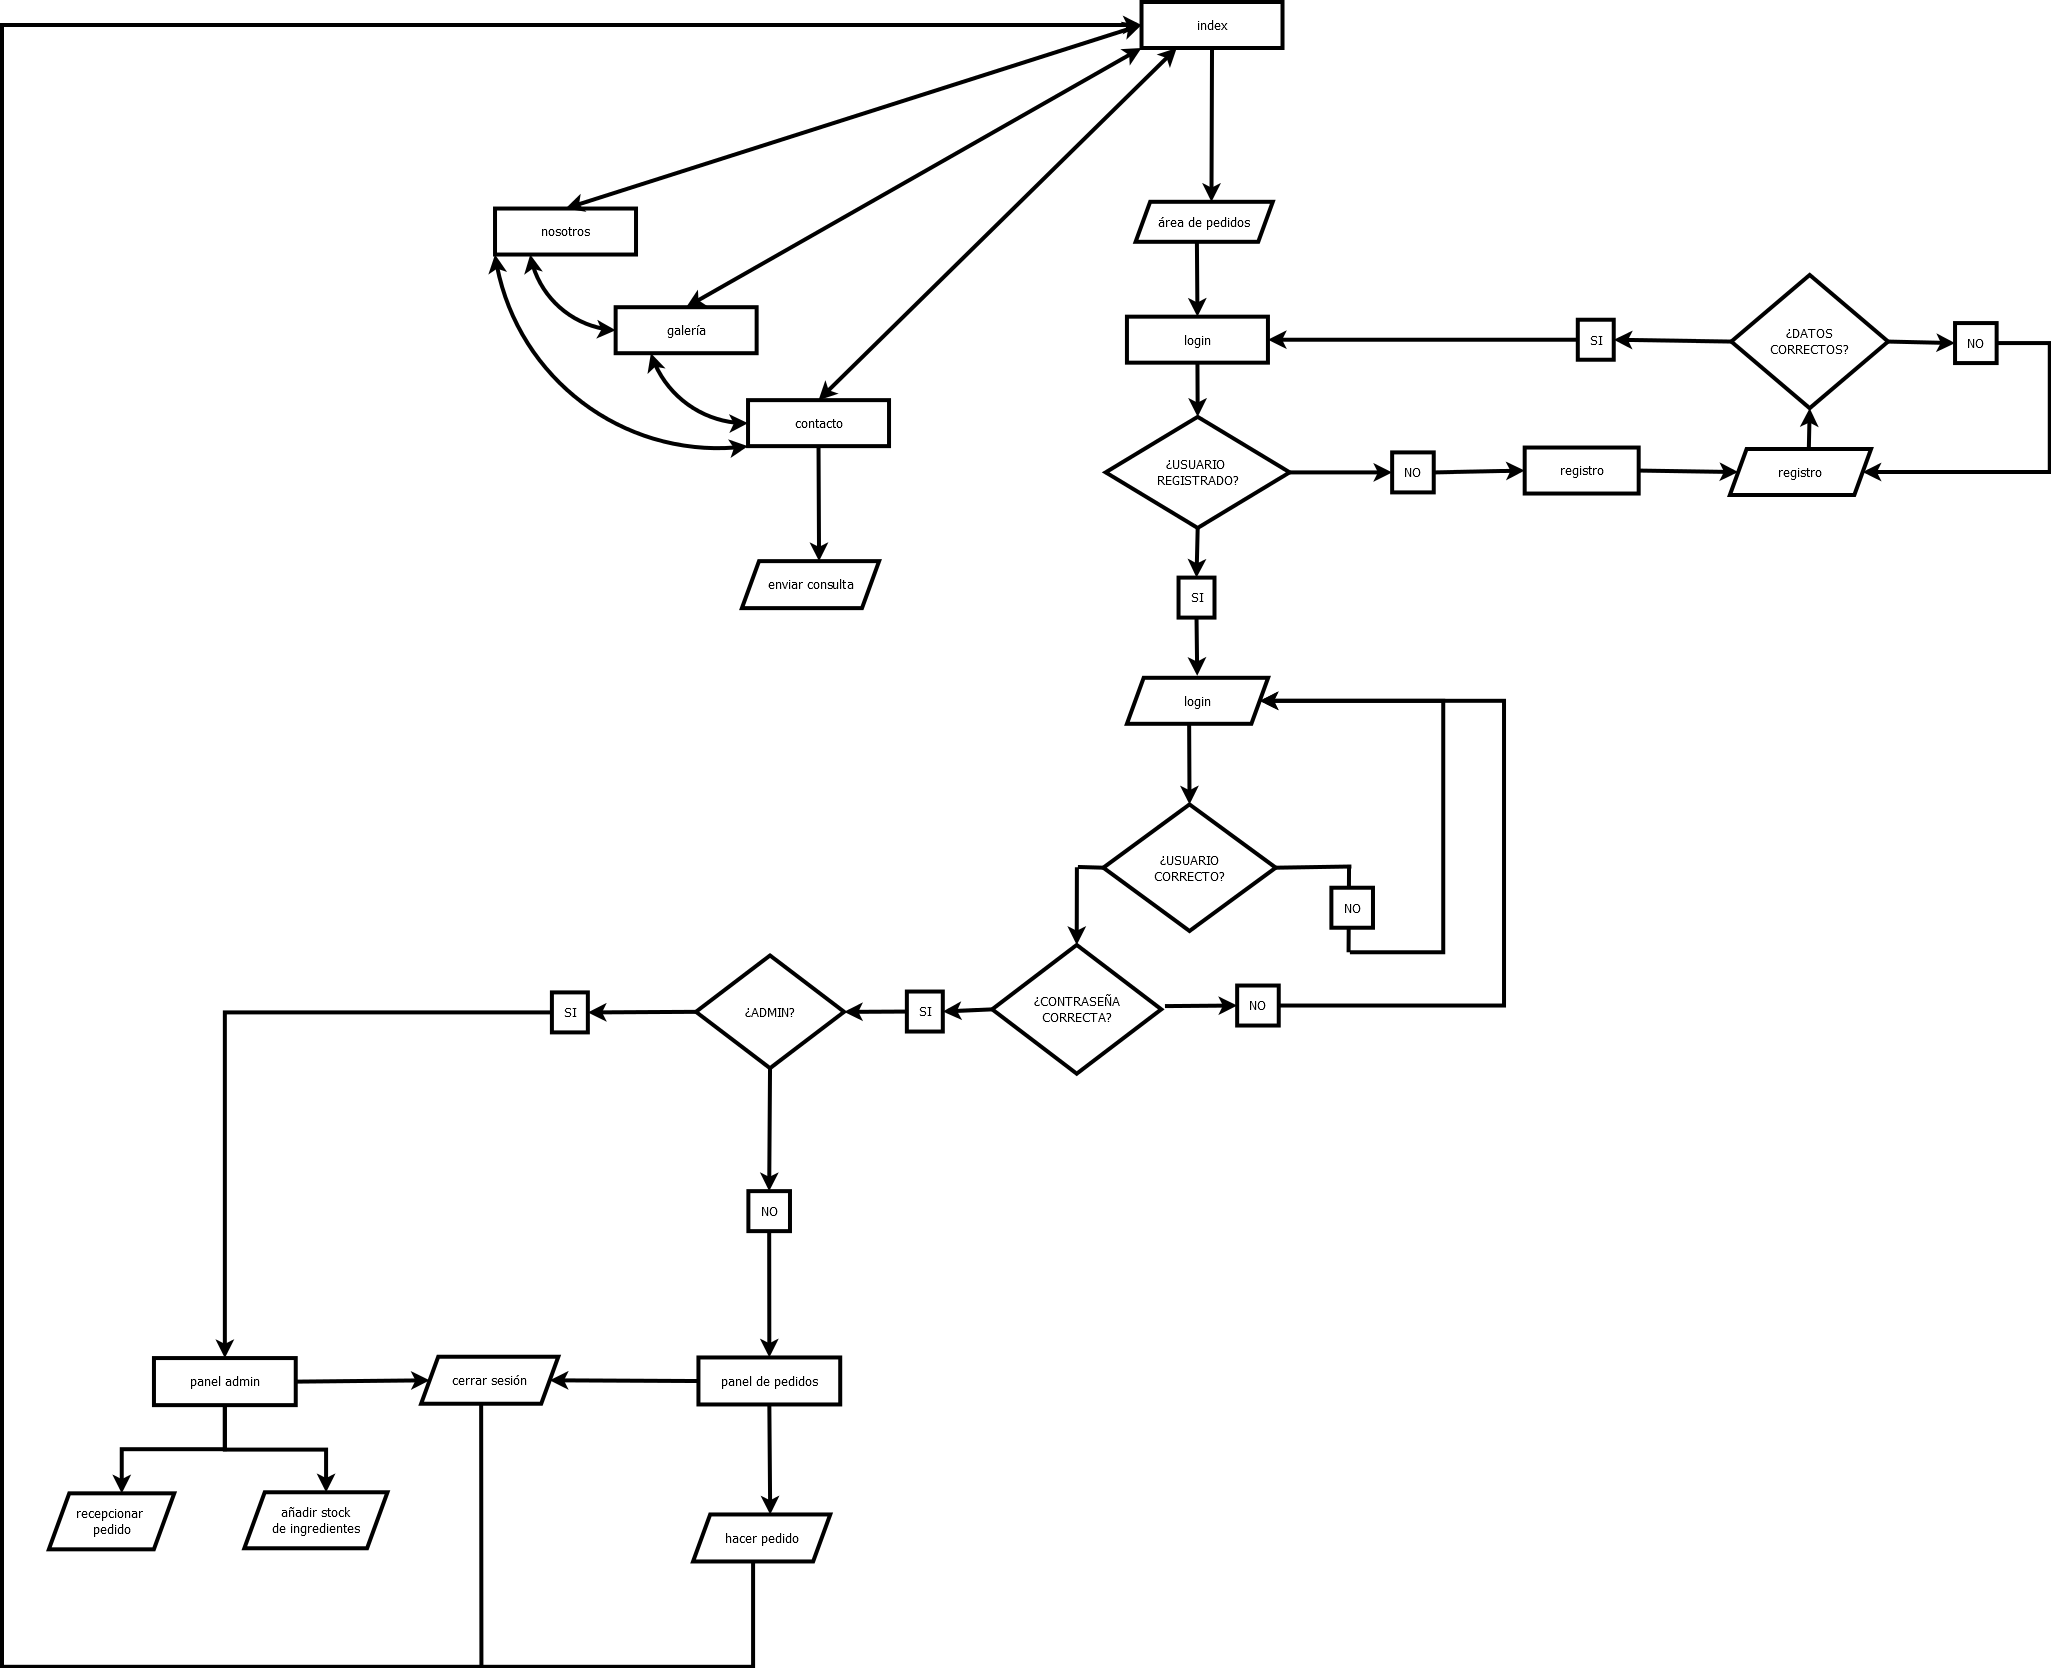 index
nosotros
área de pedidos
galería
login
SI
¿DATOS
CORRECTOS?
NO
contacto
¿USUARIO
REGISTRADO?
NO
registro
registro
enviar consulta
SI
login
¿USUARIO
CORRECTO?
NO
SI
¿ADMIN?
SI
¿CONTRASEÑA
CORRECTA?
NO
NO
panel admin
cerrar sesión
panel de pedidos
recepcionar
pedido
añadir stock
de ingredientes
hacer pedido